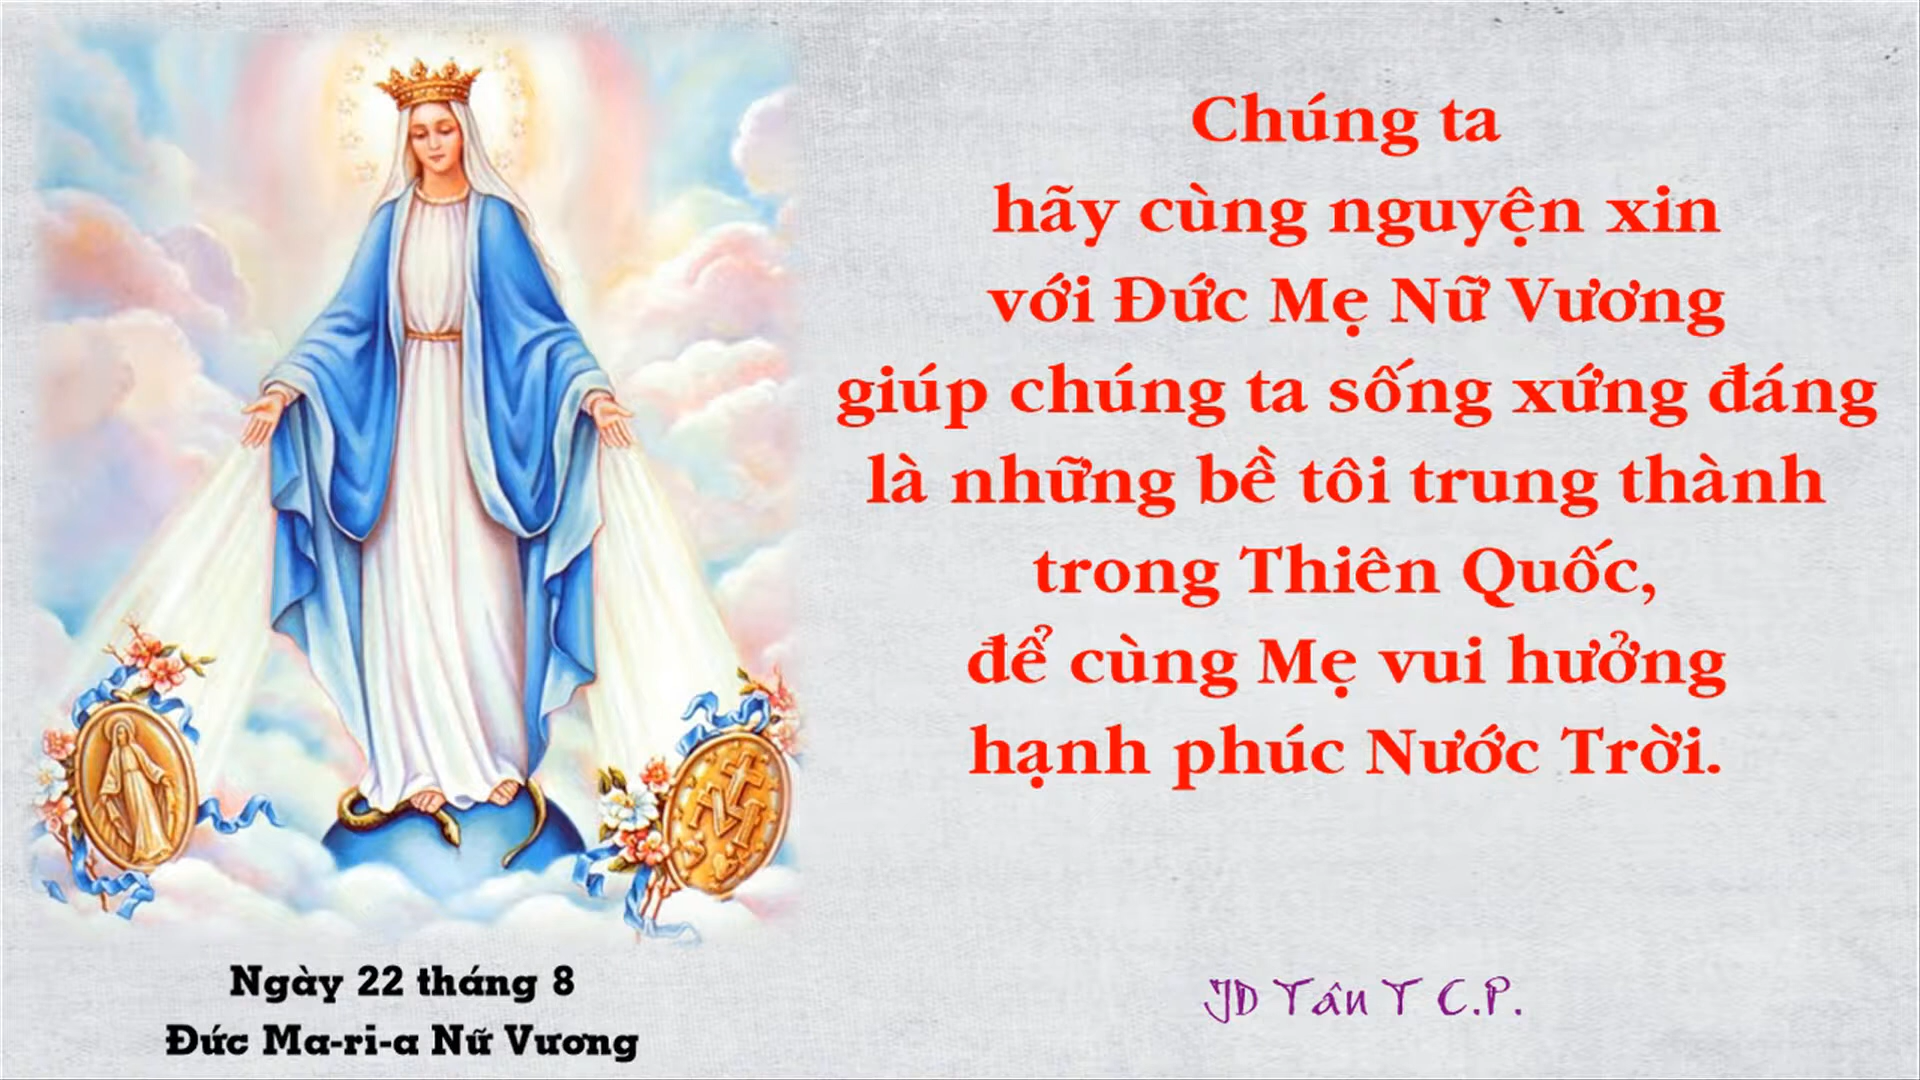 Chúng ta
hãy cùng nguyện xin
với Đức Mẹ Nữ Vương
giúp chúng ta sống xứng đáng
là những bề tôi trung thành
trong Thiên Quốc,
để cùng Mẹ vui hưởng
hạnh phúc Nước Trời.
JD Tân T C.P.
Ngày 22 tháng 8
Đức Ma-ri-a Nữ Vương